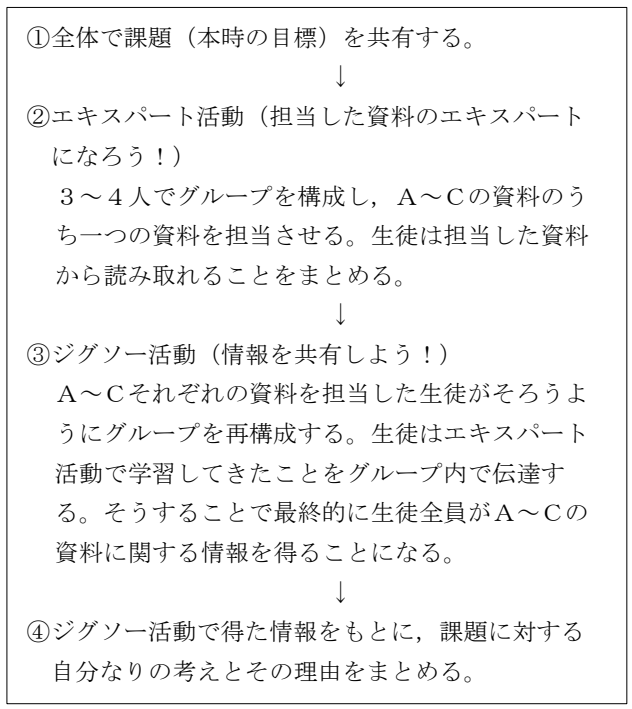 ①全体で課題（本時の目標）を共有する。
↓
②エキスパート活動（担当した資料のエキスパート
になろう！）
３～４人でグループを構成し，Ａ～Ｃの資料のう
ち一つの資料を担当させる。生徒は担当した資料
から読み取れることをまとめる。
↓
③ジグソー活動（情報を共有しよう！）
Ａ～Ｃそれぞれの資料を担当した生徒がそろうよ
うにグループを再構成する。生徒はエキスパート
活動で学習してきたことをグループ内で伝達す
る。そうすることで最終的に生徒全員がＡ～Ｃの
資料に関する情報を得ることになる。
↓
④ジグソー活動で得た情報をもとに，課題に対する
自分なりの考えとその理由をまとめる。